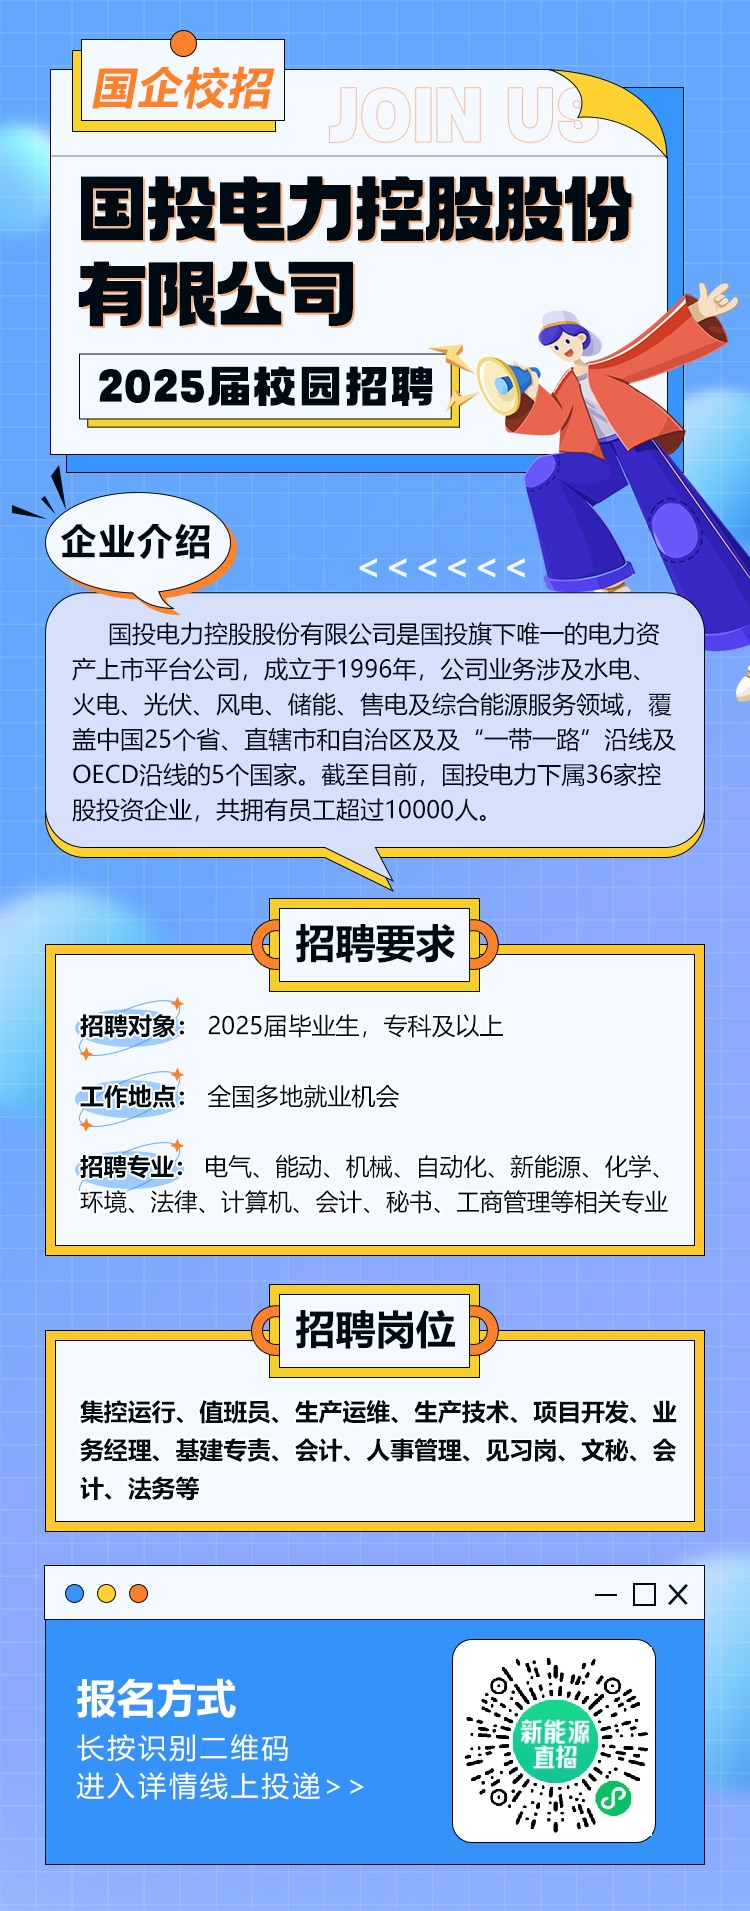 国企校招
JOIN US
国投电力控股股份
有限公司
2025届校园招聘
企业介绍
<<<<<<
国投电力控股股份有限公司是国投旗下唯一的电力资
产上市平台公司，成立于1996年，公司业务涉及水电、
火电、光伏、风电、储能、售电及综合能源服务领域，覆
盖中国25个省、直辖市和自治区及及“一带一路”沿线及
OECD沿线的5个国家。截至目前，国投电力下属36家控
股投资企业，共拥有员工超过10000人。
招聘要求
招聘对象： 2025届毕业生，专科及以上
工作地点： 全国多地就业机会
招聘专业： 电气、能动、机械、自动化、新能源、化学、
环境、法律、计算机、会计、秘书、工商管理等相关专业
招聘岗位
集控运行、值班员、生产运维、生产技术、项目开发、业
务经理、基建专责、会计、人事管理、见习岗、文秘、会
计、法务等
报名方式
长按识别二维码
进入详情线上投递>>
新能源
直招